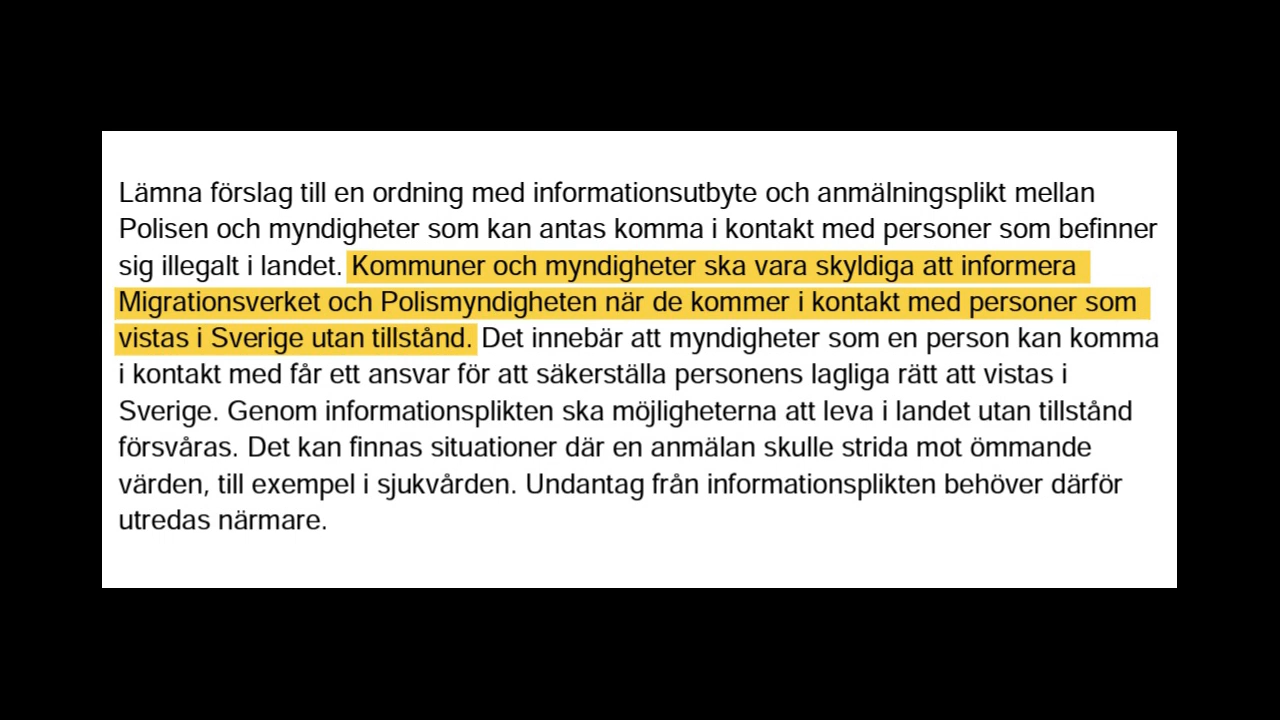 Lämna förslag till en ordning med informationsutbyte och anmälningsplikt mellan
Polisen och myndigheter som kan antas komma i kontakt med personer som befinner
sig illegalt i landet. Kommuner och myndigheter ska vara skyldiga att informera
Migrationsverket och Polismyndigheten när de kommer i kontakt med personer som
vistas i Sverige utan tillstånd. Det innebär att myndigheter som en person kan komma
i kontakt med får ett ansvar för att säkerställa personens lagliga rätt att vistas i
Sverige. Genom informationsplikten ska möjligheterna att leva i landet utan tillstånd
försvåras. Det kan finnas situationer där en anmälan skulle strida mot ömmande
värden, till exempel i sjukvården. Undantag från informationsplikten behöver därför
utredas närmare.